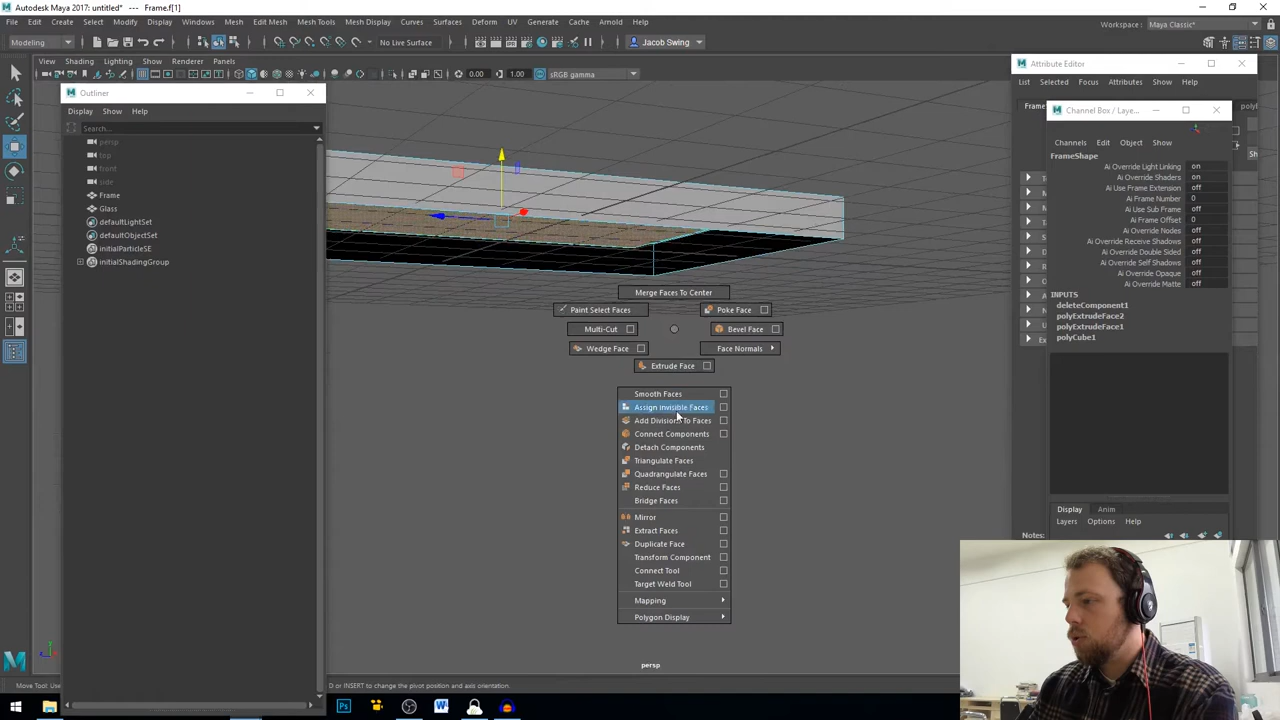 Autodesk Maya 2017: untitled*   ---   Frame.f[1]
File Edit Create Select Modify Display Windows Mesh Edit Mesh Mesh Tools Mesh Display Curves Surfaces Deform UV Generate Cache Arnold Help
Workspace: Maya Classic*
Modeling No Live Surface Jacob Swing
View Shading Lighting Show Renderer Panels
0.00 1.00 sRGB gamma
Outliner
Display Show Help
Search...
persp
top
front
side
Frame
Glass
defaultLightSet
defaultObjectSet
initialParticleSE
initialShadingGroup
Merge Faces To Center
Paint Select Faces
Poke Face
Multi-Cut
Bevel Face
Wedge Face
Face Normals
Extrude Face
Smooth Faces
Assign invisible Faces
Add Divisions To Faces
Connect Components
Detach Components
Triangulate Faces
Quadrangulate Faces
Reduce Faces
Bridge Faces
Mirror
Extract Faces
Duplicate Face
Transform Component
Connect Tool
Target Weld Tool
Mapping
Polygon Display
persp
Attribute Editor
List Selected Focus Attributes Show Help
Channel Box / Laye...
Channels Edit Object Show
FrameShape
Ai Override Light Linking on
Ai Override Shaders on
Ai Use Frame Extension off
Ai Frame Number 0
Ai Use Sub Frame off
Ai Frame Offset 0
Ai Override Nodes off
Ai Override Receive Shadows off
Ai Override Double Sided off
Ai Override Self Shadows off
Ai Override Opaque off
Ai Override Matte off
INPUTS
deleteComponent1
polyExtrudeFace2
polyExtrudeFace1
polyCube1
Display Anim
Layers Options Help
Notes: